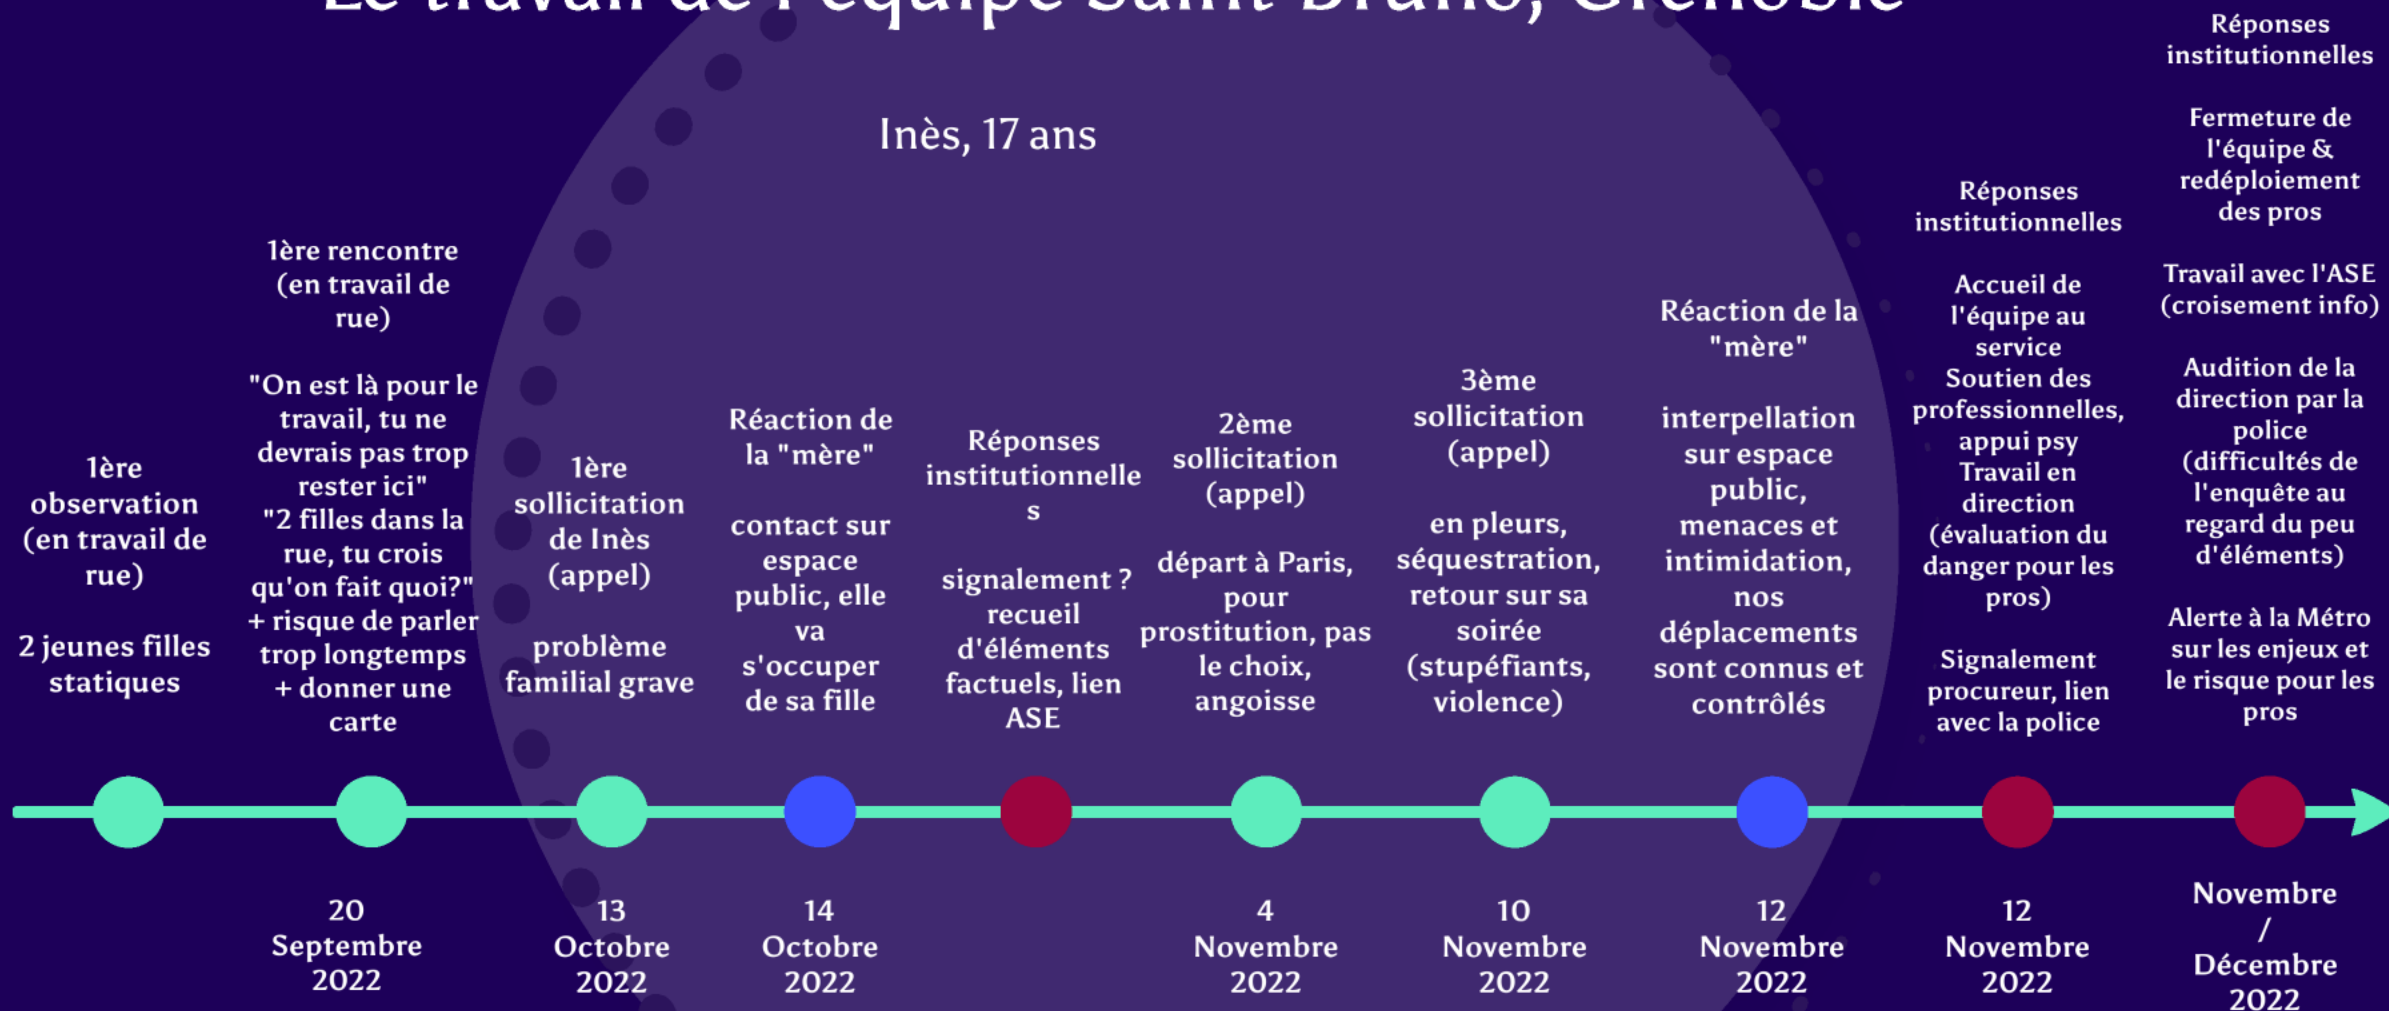 Le travail de l'équipe Saint Bruno, Grenoble
Inès, 17 ans
1ère
observation
(en travail de
rue)
2 jeunes filles
statiques
1ère rencontre
(en travail de
rue)
"On est là pour le
travail, tu ne
devrais pas trop
rester ici"
"2 filles dans la
rue, tu crois
qu'on fait quoi?"
+ risque de parler
trop longtemps
+ donner une
carte
20
Septembre
2022
1ère
sollicitation
de Inès
(appel)
problème
familial grave
13
Octobre
2022
Réaction de
la "mère"
contact sur
espace
public, elle
va
s'occuper
de sa fille
14
Octobre
2022
Réponses
institutionnelle
s
signalement ?
recueil
d'éléments
factuels, lien
ASE
2ème
sollicitation
(appel)
départ à Paris,
pour
prostitution, pas
le choix,
angoisse
4
Novembre
2022
3ème
sollicitation
(appel)
en pleurs,
séquestration,
retour sur sa
soirée
(stupéfiants,
violence)
10
Novembre
2022
Réaction de la
"mère"
interpellation
sur espace
public,
menaces et
intimidation,
nos
déplacements
sont connus et
contrôlés
12
Novembre
2022
Réponses
institutionnelles
Accueil de
l'équipe au
service
Soutien des
professionnelles,
appui psy
Travail en
direction
(évaluation du
danger pour les
pros)
Signalement
procureur, lien
avec la police
12
Novembre
2022
Réponses
institutionnelles
Fermeture de
l'équipe &
redéploiement
des pros
Travail avec l'ASE
(croisement info)
Audition de la
direction par la
police
(difficultés de
l'enquête au
regard du peu
d'éléments)
Alerte à la Métro
sur les enjeux et
le risque pour les
pros
Novembre
/
Décembre
2022